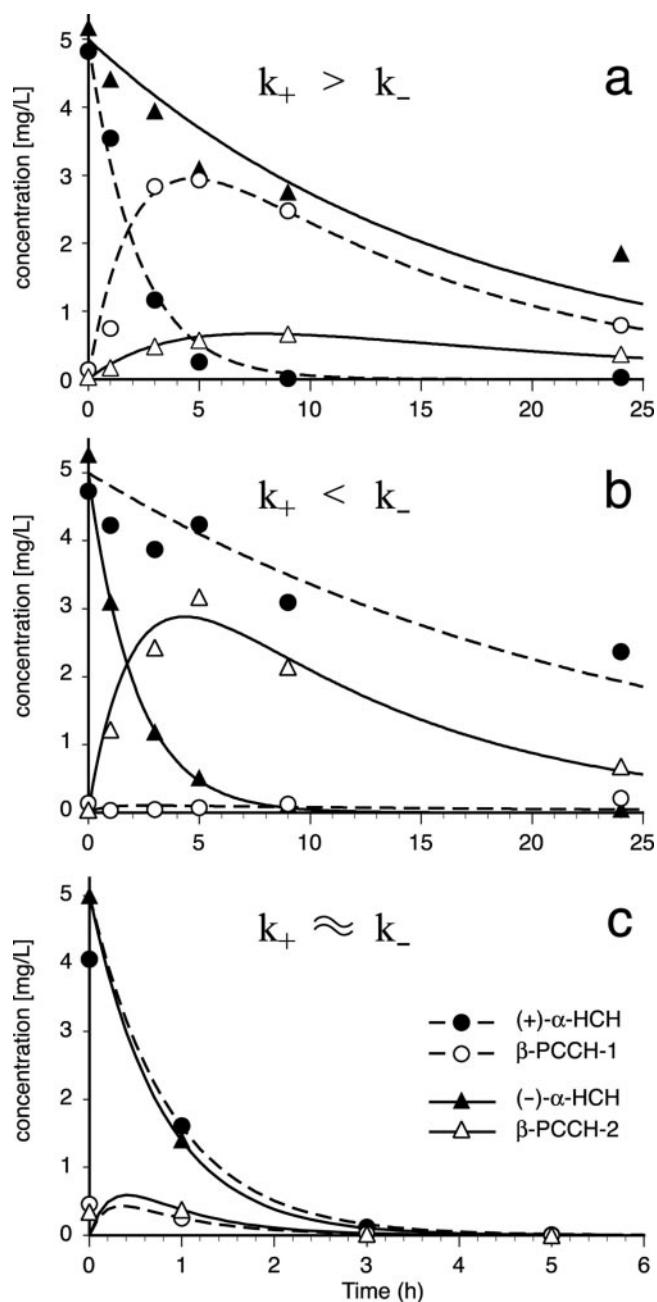 a
k₊ > k₋
concentration [mg/L]
5
4
3
2
1
0
0 5 10 15 20 25
b
k₊ < k₋
concentration [mg/L]
5
4
3
2
1
0
0 5 10 15 20 25
c
k₊ ≈ k₋
concentration [mg/L]
5
4
3
2
1
0
(+)-α-HCH
β-PCCH-1
(−)-α-HCH
β-PCCH-2
0 1 2 3 4 5 6
Time (h)